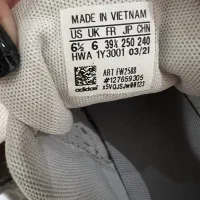 MADE IN VIETNAM
US UK FR JP CHN
6½ 6 39⅓ 250 240
HWA 1Y3001 03/21
ART FW2580
#127659305
adidas